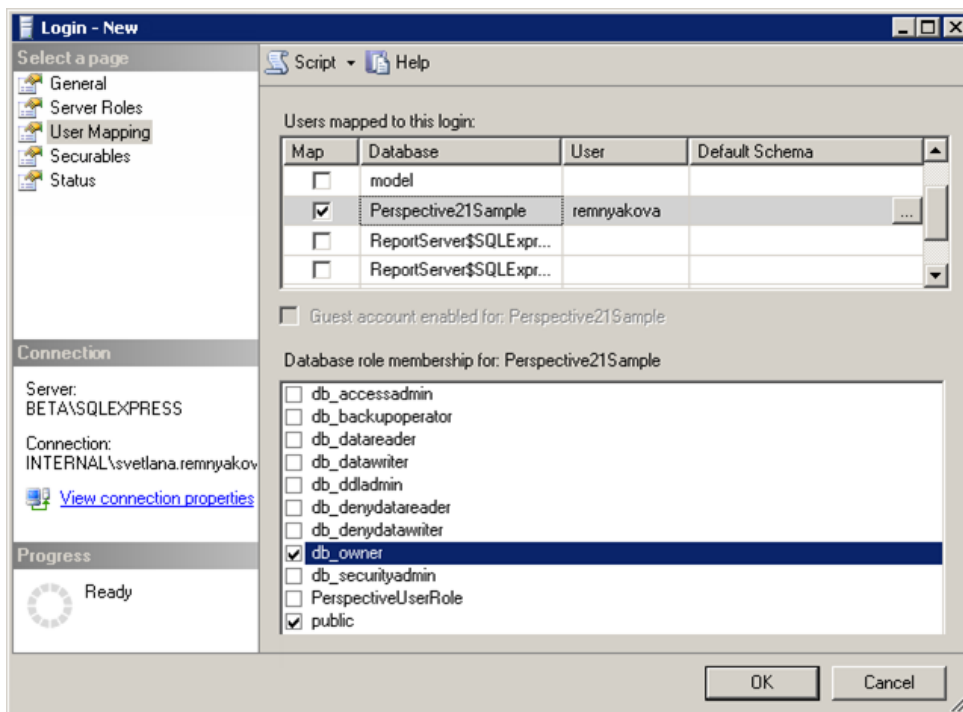 Login - New
Select a page
General
Server Roles
User Mapping
Securables
Status
Script Help
Users mapped to this login:
Map Database User Default Schema
model
Perspective21Sample remnyakova ...
ReportServer$SQLExpr...
ReportServer$SQLExpr...
Guest account enabled for: Perspective21Sample
Connection
Server:
BETA\SQLEXPRESS
Connection:
INTERNAL\svetlana.remnyakov
View connection properties
Progress
Ready
Database role membership for: Perspective21Sample
db_accessadmin
db_backupoperator
db_datareader
db_datawriter
db_ddladmin
db_denydatareader
db_denydatawriter
db_owner
db_securityadmin
PerspectiveUserRole
public
OK Cancel